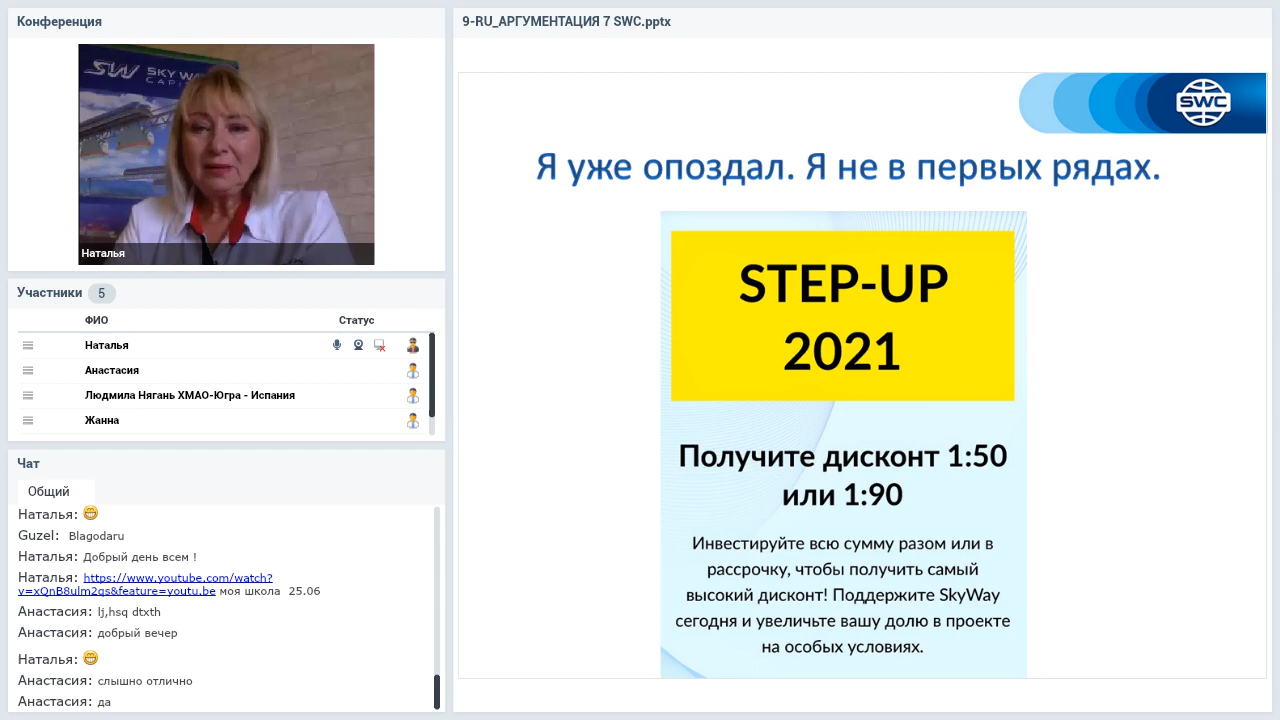 Конференция
SW SKY WA
CAPI
Наталья
Участники 5
ФИО Статус
Наталья
Анастасия
Людмила Нягань ХМАО-Югра - Испания
Жанна
Чат
Общий
Наталья:
Guzel: Blagodaru
Наталья: Добрый день всем !
Наталья: https://www.youtube.com/watch?
v=xQnB8ulm2qs&feature=youtu.be моя школа 25.06
Анастасия: lj,hsq dtxth
Анастасия: добрый вечер
Наталья:
Анастасия: слышно отлично
Анастасия: да
9-RU_АРГУМЕНТАЦИЯ 7 SWC.pptx
SWC
Я уже опоздал. Я не в первых рядах.
STEP-UP
2021
Получите дисконт 1:50
или 1:90
Инвестируйте всю сумму разом или в
рассрочку, чтобы получить самый
высокий дисконт! Поддержите SkyWay
сегодня и увеличьте вашу долю в проекте
на особых условиях.